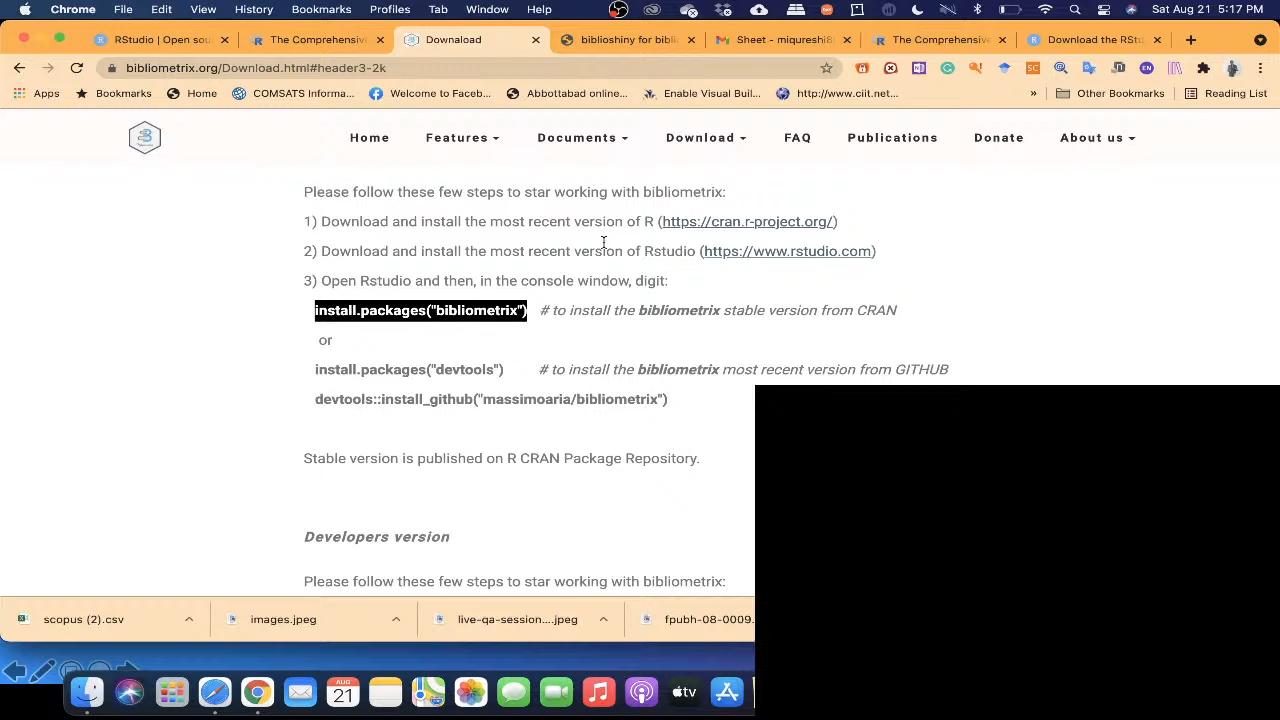 Chrome File Edit View History Bookmarks Profiles Tab Window Help Sat Aug 21 5:17 PM
RStudio | Open sou The Comprehensiv Downaload biblioshiny for bibl Sheet - miqureshi8 The Comprehensiv Download the RStu
bibliometrix.org/Download.html#header3-2k
Apps Bookmarks Home COMSATS Informa... Welcome to Faceb... Abbottabad online... Enable Visual Buil... http://www.ciit.net... » Other Bookmarks Reading List
Home Features Documents Download FAQ Publications Donate About us
Please follow these few steps to star working with bibliometrix:
1) Download and install the most recent version of R (https://cran.r-project.org/)
2) Download and install the most recent version of Rstudio (https://www.rstudio.com)
3) Open Rstudio and then, in the console window, digit:
install.packages("bibliometrix") # to install the bibliometrix stable version from CRAN
or
install.packages("devtools") # to install the bibliometrix most recent version from GITHUB
devtools::install_github("massimoaria/bibliometrix")
Stable version is published on R CRAN Package Repository.
Developers version
Please follow these few steps to star working with bibliometrix:
scopus (2).csv images.jpeg live-qa-session....jpeg fpubh-08-0009.
AUG
21 tv